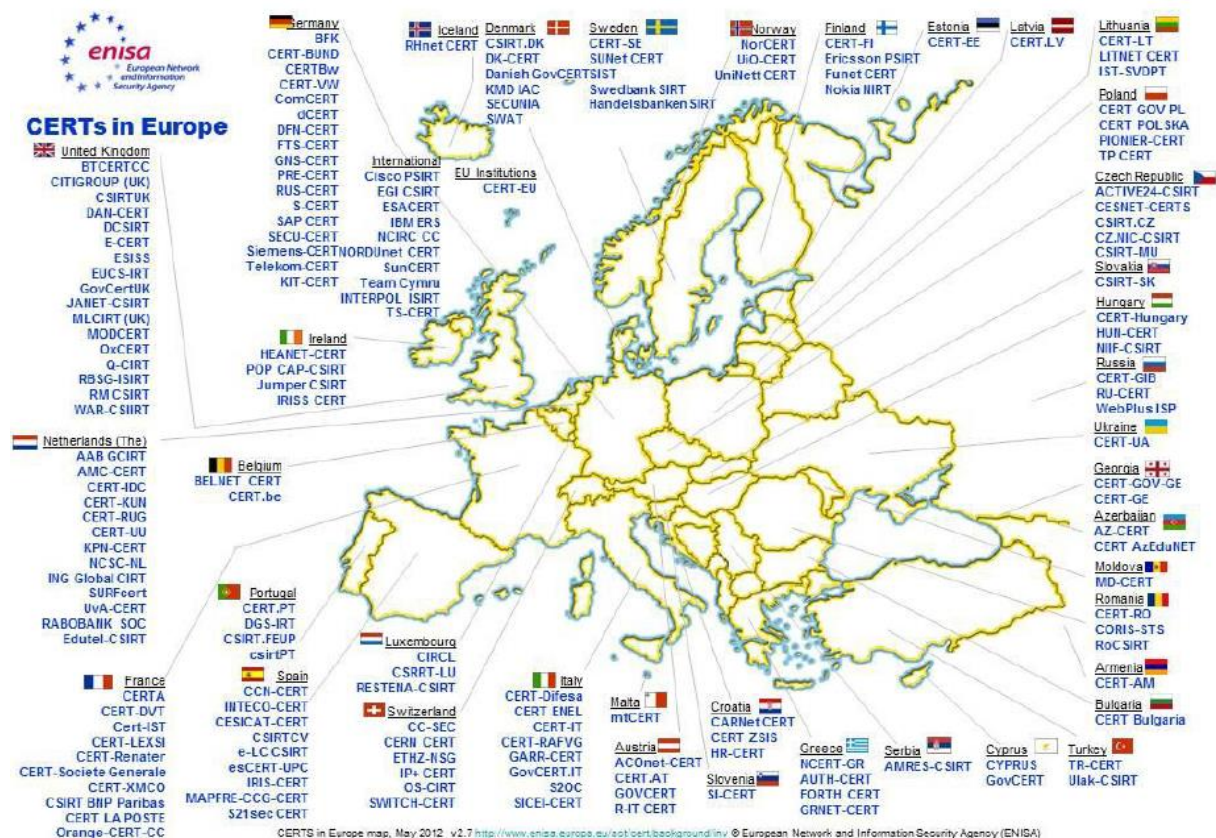 enisa
European Network
and Information
Security Agency
CERTs in Europe
Germany
BFK
CERT-BUND
CERTBw
CERT-VW
ComCERT
dCERT
DFN-CERT
FTS-CERT
GNS-CERT
PRE-CERT
RUS-CERT
S-CERT
SAP CERT
SECU-CERT
Siemens-CERT
Telekom-CERT
KIT-CERT
Iceland
RHnet CERT
Denmark
CSIRT.DK
DK-CERT
Danish GovCERT
KMD IAC
SECUNIA
SWAT
Sweden
CERT-SE
SUNet CERT
SIST
Swedbank SIRT
Handelsbanken SIRT
Norway
NorCERT
UiO-CERT
UniNett CERT
Finland
CERT-FI
Ericsson PSIRT
Funet CERT
Nokia NIRT
Estonia
CERT-EE
Latvia
CERT.LV
Lithuania
CERT-LT
LITNET CERT
IST-SVDPT
Poland
CERT GOV PL
CERT POLSKA
PIONIER-CERT
TP CERT
Czech Republic
ACTIVE24-CSIRT
CESNET-CERTS
CSIRT.CZ
CZ.NIC-CSIRT
CSIRT-MU
Slovakia
CSIRT-SK
Hungary
CERT-Hungary
HUN-CERT
NIIF-CSIRT
Russia
CERT-GIB
RU-CERT
WebPlus ISP
Ukraine
CERT-UA
Georgia
CERT-GOV-GE
CERT-GE
Azerbaijan
AZ-CERT
CERT AzEduNET
Moldova
MD-CERT
Romania
CERT-RO
CORIS-STS
RoCSIRT
Armenia
CERT-AM
Bulgaria
CERT Bulgaria
International
Cisco PSIRT
EGI CSIRT
ESACERT
IBM ERS
NCIRC CC
NORDUnet CERT
SunCERT
Team Cymru
INTERPOL ISIRT
TS-CERT
EU Institutions
CERT-EU
United Kingdom
BTCERTCC
CITIGROUP (UK)
CSIRTUK
DAN-CERT
DCSIRT
E-CERT
ESISS
EUCS-IRT
GovCertUK
JANET-CSIRT
MLCIRT (UK)
MODCERT
OxCERT
Q-CIRT
RBSG-ISIRT
RM CSIRT
WAR-CSIIRT
Ireland
HEANET-CERT
POP CAP-CSIRT
Jumper CSIRT
IRISS CERT
Netherlands (The)
AAB GCIRT
AMC-CERT
CERT-IDC
CERT-KUN
CERT-RUG
CERT-UU
KPN-CERT
NCSC-NL
ING Global CIRT
SURFcert
UvA-CERT
RABOBANK SOC
Edutel-CSIRT
Belgium
BELNET CERT
CERT.be
Portugal
CERT.PT
DGS-IRT
CSIRT.FEUP
csirtPT
France
CERTA
CERT-DVT
Cert-IST
CERT-LEXSI
CERT-Renater
CERT-Societe Generale
CERT-XMCO
CSIRT BNP Paribas
CERT LA POSTE
Orange-CERT-CC
Spain
CCN-CERT
INTECO-CERT
CESICAT-CERT
CSIRTCV
e-LC CSIRT
esCERT-UPC
IRIS-CERT
MAPFRE-CCG-CERT
S21sec CERT
Luxembourg
CIRCL
CSRRT-LU
RESTENA-CSIRT
Switzerland
CC-SEC
CERN CERT
ETHZ-NSG
IP+ CERT
OS-CIRT
SWITCH-CERT
Italy
CERT-Difesa
CERT ENEL
CERT-IT
CERT-RAFVG
GARR-CERT
GovCERT.IT
S2OC
SICEI-CERT
Malta
mtCERT
Austria
ACOnet-CERT
CERT.AT
GOVCERT
R-IT CERT
Croatia
CARNet CERT
CERT ZSIS
HR-CERT
Slovenia
SI-CERT
Greece
NCERT-GR
AUTH-CERT
FORTH CERT
GRNET-CERT
Serbia
AMRES-CSIRT
Cyprus
CYPRUS
GovCERT
Turkey
TR-CERT
Ulak-CSIRT
CERTS in Europe map, May 2012 v2.7 http://www.enisa.europa.eu/act/cert/background/inv © European Network and Information Security Agency (ENISA)